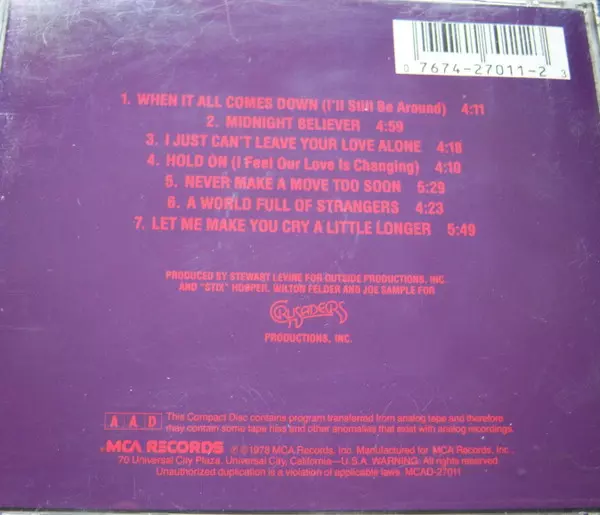 0 7674-27011-2 3
1. WHEN IT ALL COMES DOWN (I'll Still Be Around) 4:11
2. MIDNIGHT BELIEVER 4:59
3. I JUST CAN'T LEAVE YOUR LOVE ALONE 4:18
4. HOLD ON (I Feel Our Love Is Changing) 4:10
5. NEVER MAKE A MOVE TOO SOON 5:29
6. A WORLD FULL OF STRANGERS 4:23
7. LET ME MAKE YOU CRY A LITTLE LONGER 5:49
PRODUCED BY STEWART LEVINE FOR OUTSIDE PRODUCTIONS, INC.
AND "STIX" HOOPER, WILTON FELDER AND JOE SAMPLE FOR
CRUSADERS
PRODUCTIONS, INC.
A A D
This Compact Disc contains program transferred from analog tape and therefore
may contain some tape hiss and other anomalies that exist with analog recordings.
MCA RECORDS ℗©1978 MCA Records, Inc. Manufactured for MCA Records, Inc.,
70 Universal City Plaza, Universal City, California—U.S.A. WARNING: All rights reserved.
Unauthorized duplication is a violation of applicable laws. MCAD-27011